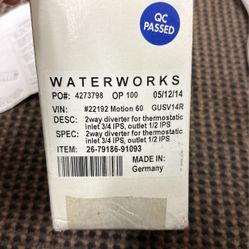 QC
PASSED
WATERWORKS
PO#: 4273798 OP 100 05/12/14
VIN: #22192 Motion 60 GUSV14R
DESC: 2way diverter for thermostatic
inlet 3/4 IPS, outlet 1/2 IPS
SPEC: 2way diverter for thermostatic
inlet 3/4 IPS, outlet 1/2 IPS
ITEM: 26-79186-91093
MADE IN:
Germany